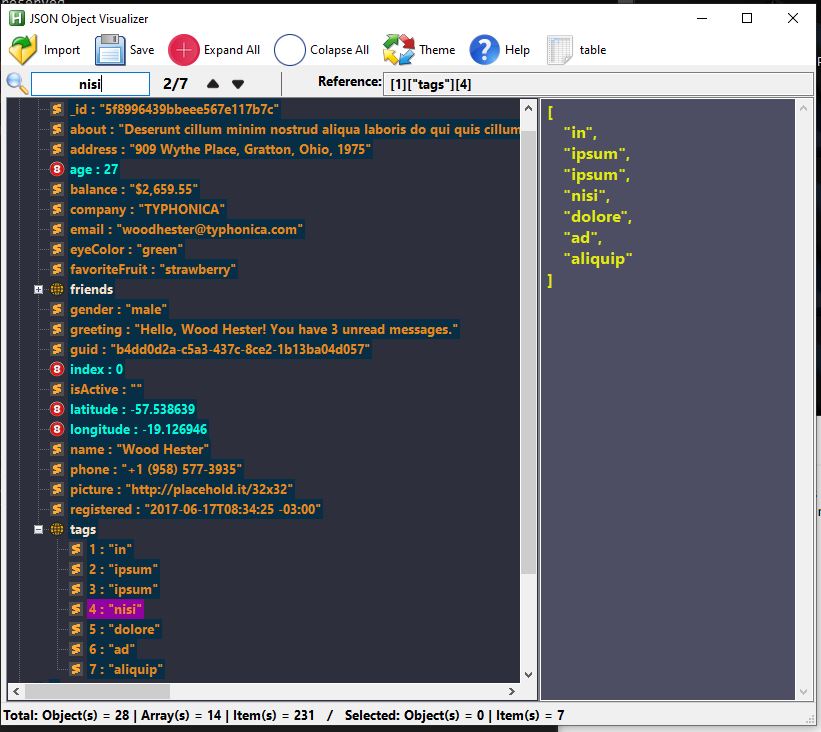 JSON Object Visualizer
Import Save Expand All Colapse All Theme Help table
nisi 2/7 Reference: [1]["tags"][4]
_id : "5f8996439bbeee567e117b7c"
about : "Deserunt cillum minim nostrud aliqua laboris do qui quis cillum
address : "909 Wythe Place, Gratton, Ohio, 1975"
age : 27
balance : "$2,659.55"
company : "TYPHONICA"
email : "woodhester@typhonica.com"
eyeColor : "green"
favoriteFruit : "strawberry"
friends
gender : "male"
greeting : "Hello, Wood Hester! You have 3 unread messages."
guid : "b4dd0d2a-c5a3-437c-8ce2-1b13ba04d057"
index : 0
isActive : ""
latitude : -57.538639
longitude : -19.126946
name : "Wood Hester"
phone : "+1 (958) 577-3935"
picture : "http://placehold.it/32x32"
registered : "2017-06-17T08:34:25 -03:00"
tags
1 : "in"
2 : "ipsum"
3 : "ipsum"
4 : "nisi"
5 : "dolore"
6 : "ad"
7 : "aliquip"
[
"in",
"ipsum",
"ipsum",
"nisi",
"dolore",
"ad",
"aliquip"
]
Total: Object(s) = 28 | Array(s) = 14 | Item(s) = 231 / Selected: Object(s) = 0 | Item(s) = 7